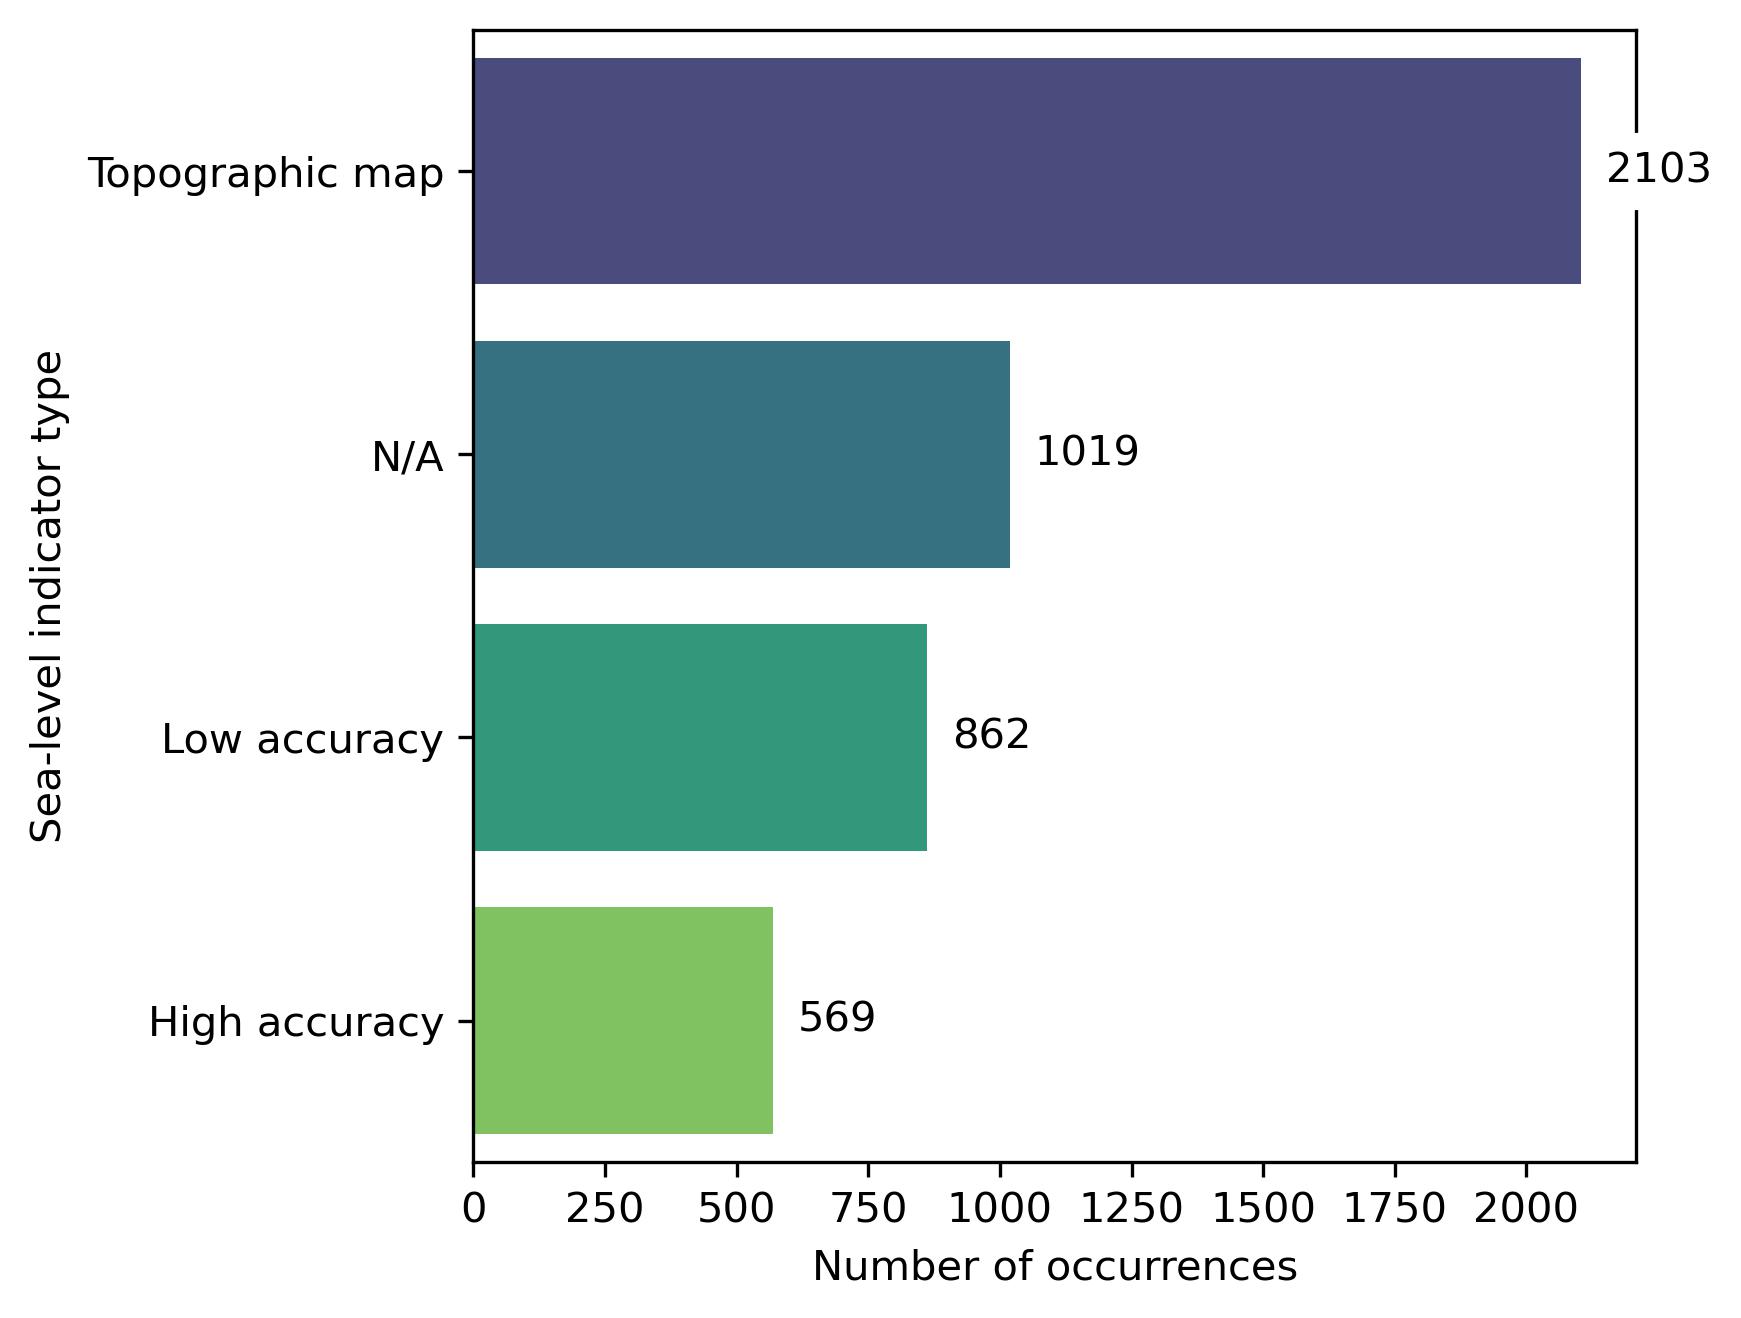 Topographic map
2103
N/A
1019
Low accuracy
862
High accuracy
569
Sea-level indicator type
0 250 500 750 1000 1250 1500 1750 2000
Number of occurrences